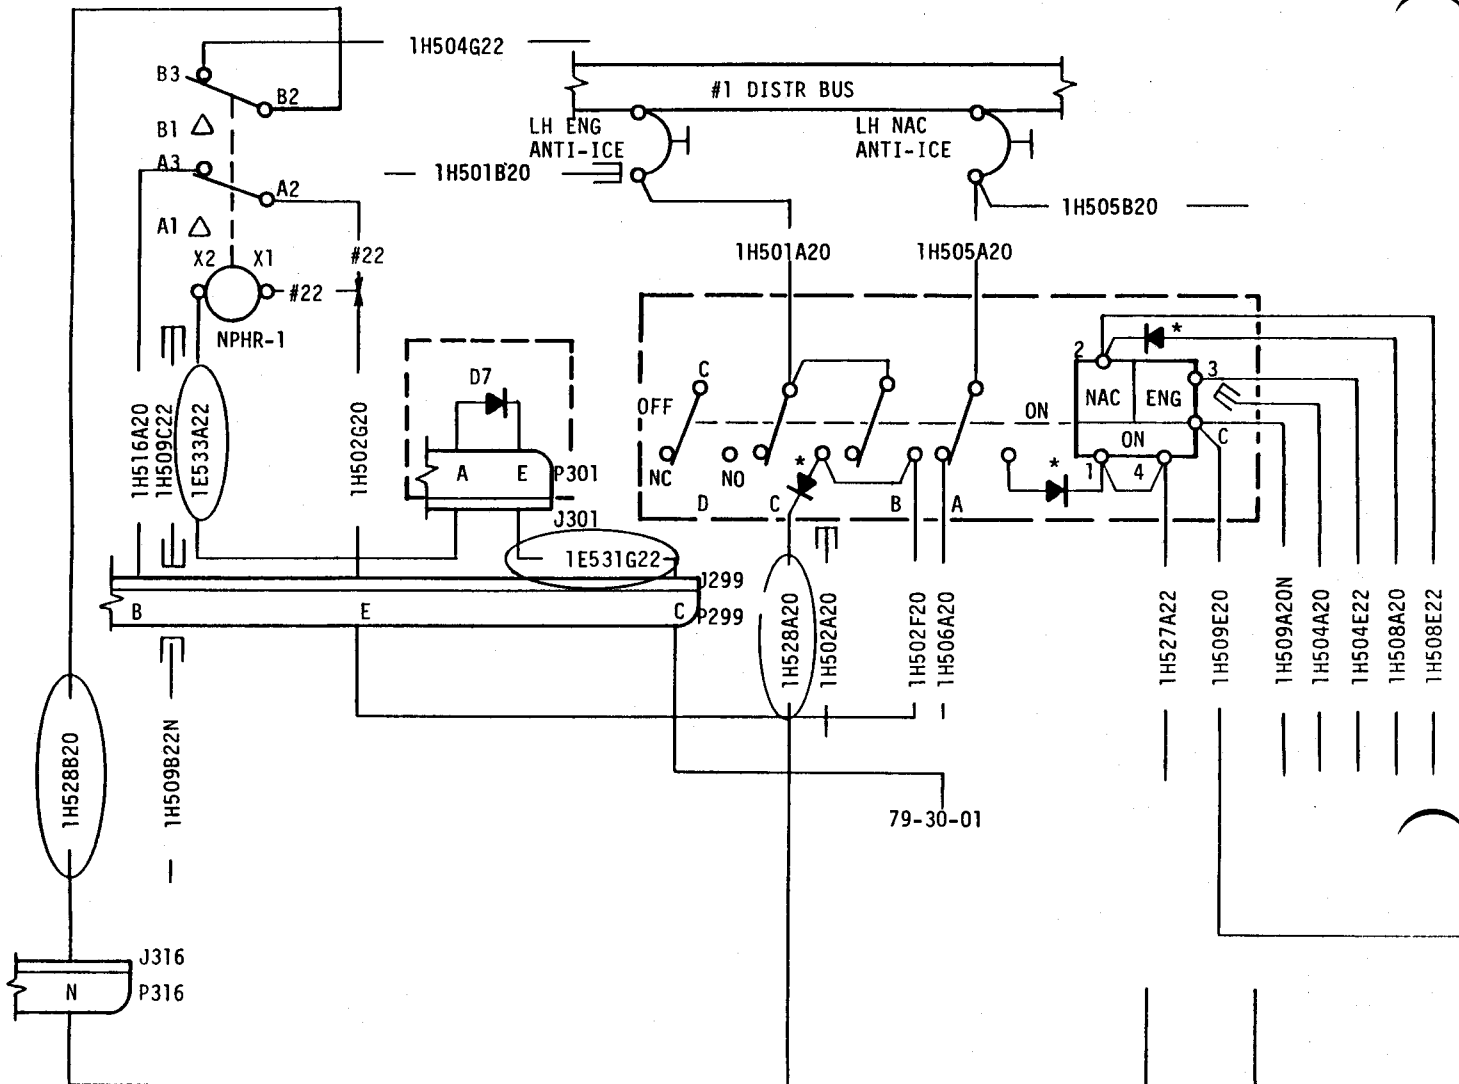 1H504G22
B3
B2
#1 DISTR BUS
B1
LH ENG
ANTI-ICE
LH NAC
ANTI-ICE
A3
1H501B20
A2
1H505B20
A1
X2 X1
#22
1H501A20
1H505A20
#22
NPHR-1
2
*
3
D7
C
OFF
ON
NAC
ENG
ON
C
1H516A20
1H509C22
1E533A22
1H502G20
A
E
P301
NC
NO
*
*
1
4
D
C
B
A
J301
1E531G22
J299
B
E
C
P299
1H528A20
1H502A20
1H502F20
1H506A20
1H527A22
1H509E20
1H509A20N
1H504A20
1H504E22
1H508A20
1H508E22
1H528B20
1H509B22N
79-30-01
J316
N
P316